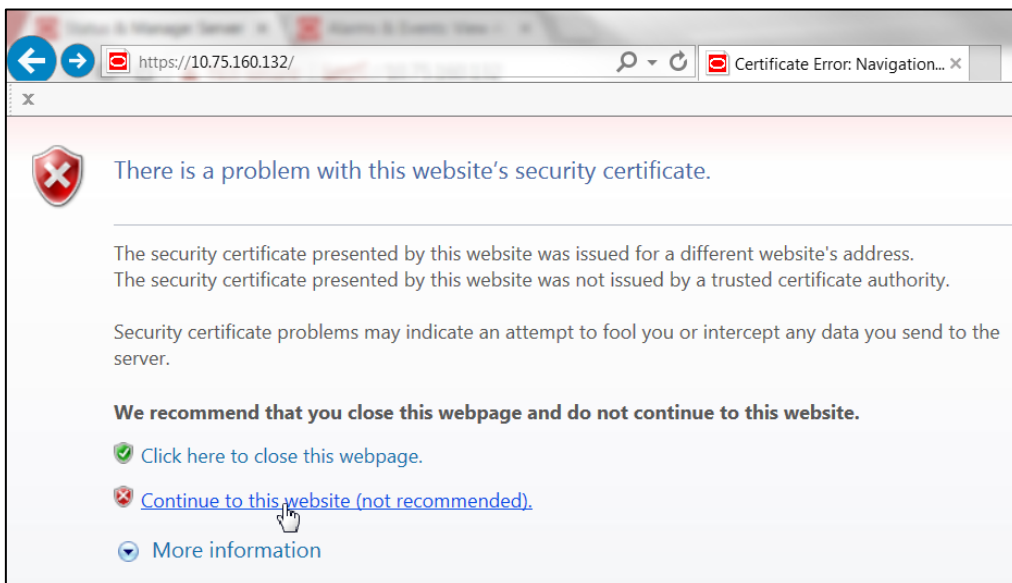 https://10.75.160.132/
Certificate Error: Navigation...
x
There is a problem with this website's security certificate.
The security certificate presented by this website was issued for a different website's address.
The security certificate presented by this website was not issued by a trusted certificate authority.
Security certificate problems may indicate an attempt to fool you or intercept any data you send to the
server.
We recommend that you close this webpage and do not continue to this website.
Click here to close this webpage.
Continue to this website (not recommended).
More information